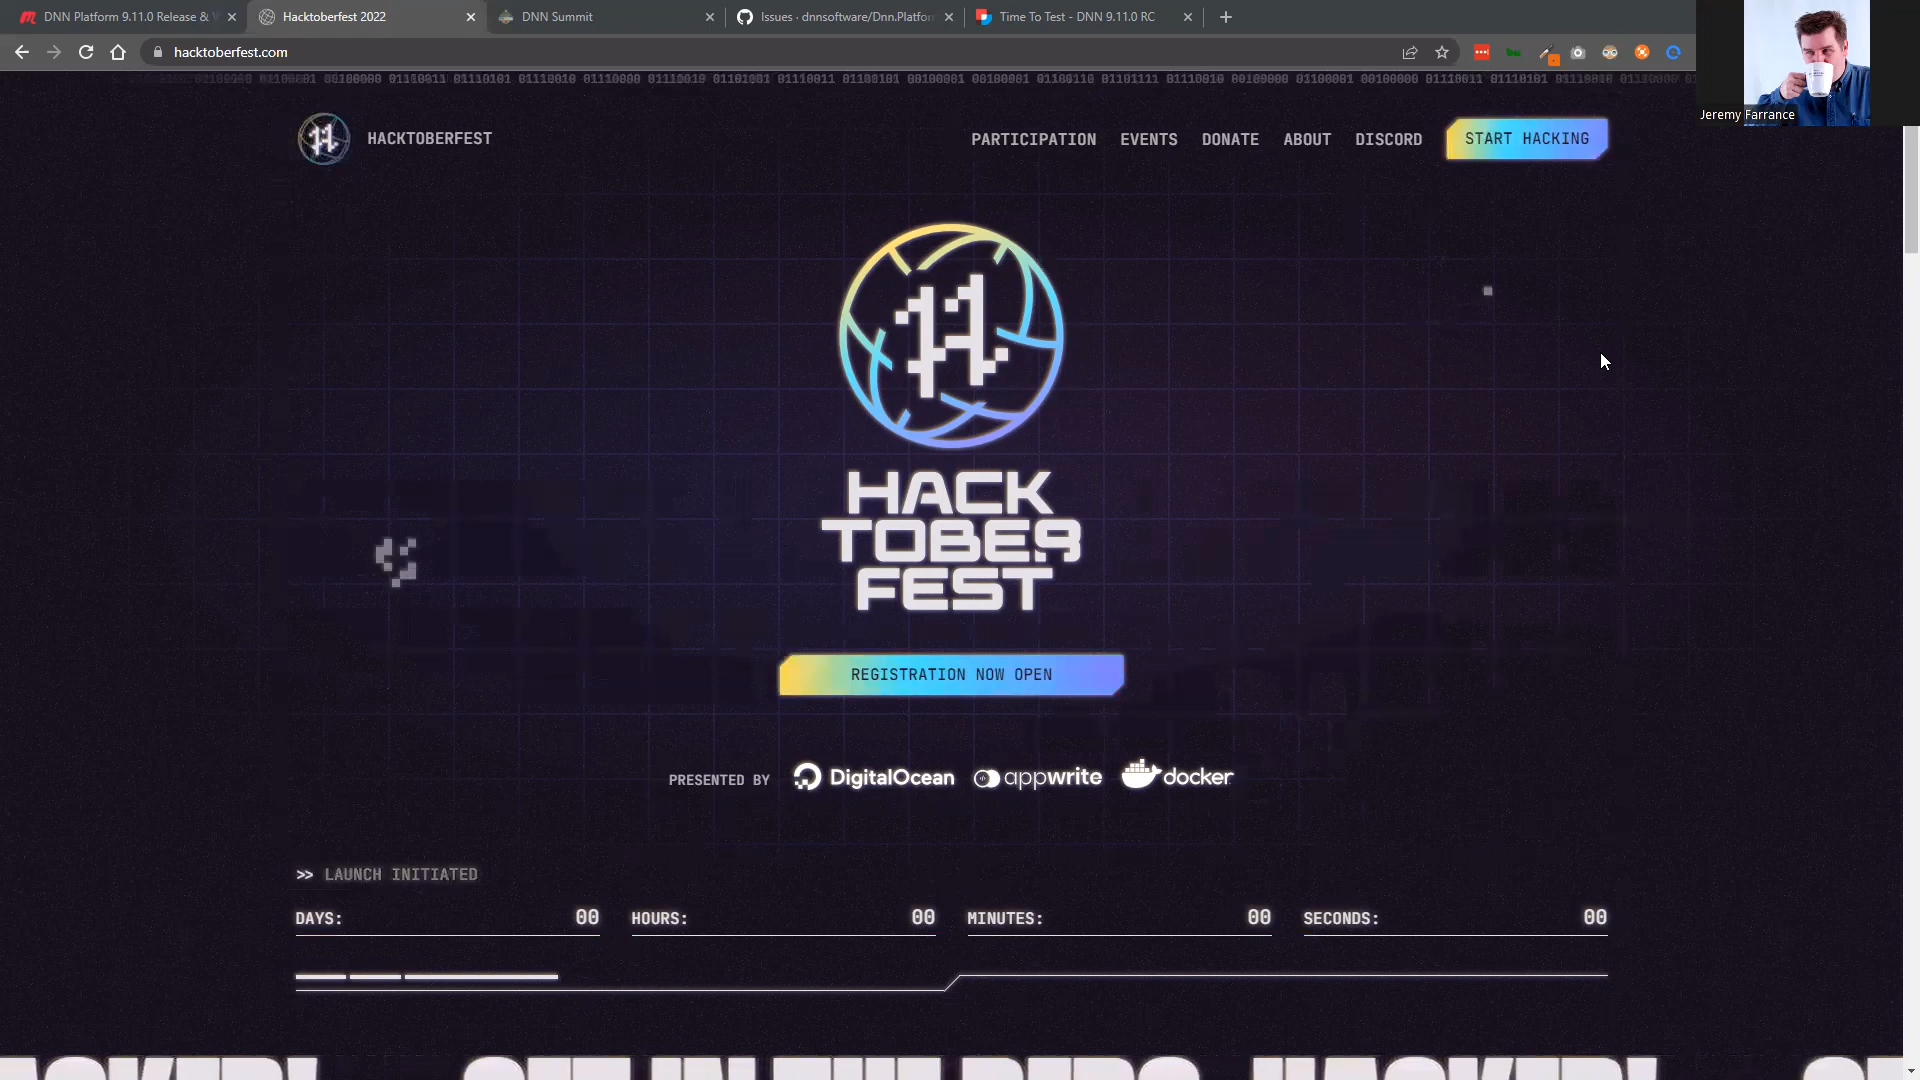 DNN Platform 9.11.0 Release &
Hacktoberfest 2022
DNN Summit
Issues · dnnsoftware/Dnn.Platfor
Time To Test - DNN 9.11.0 RC
hacktoberfest.com
Jeremy Farrance
HACKTOBERFEST
PARTICIPATION
EVENTS
DONATE
ABOUT
DISCORD
START HACKING
HACK
TOBER
FEST
REGISTRATION NOW OPEN
PRESENTED BY
DigitalOcean
appwrite
docker
>> LAUNCH INITIATED
DAYS: 00
HOURS: 00
MINUTES: 00
SECONDS: 00